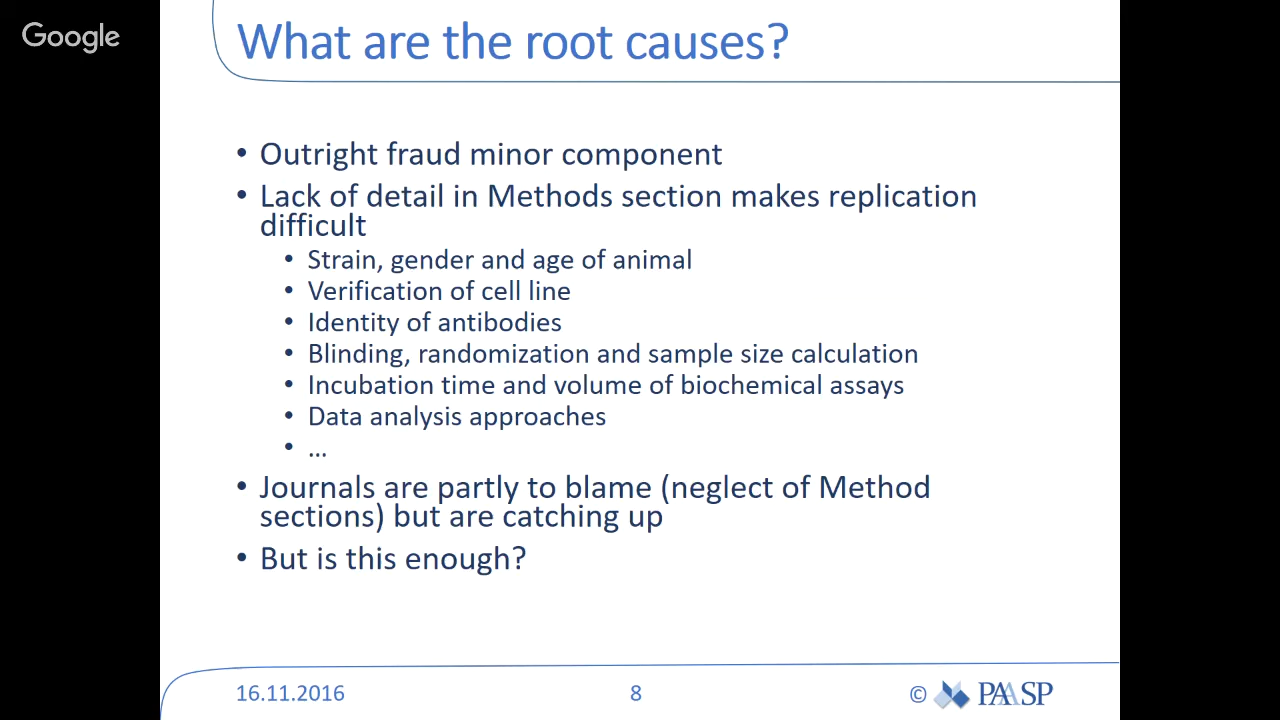 Google
What are the root causes?
• Outright fraud minor component
• Lack of detail in Methods section makes replication
difficult
• Strain, gender and age of animal
• Verification of cell line
• Identity of antibodies
• Blinding, randomization and sample size calculation
• Incubation time and volume of biochemical assays
• Data analysis approaches
• ...
• Journals are partly to blame (neglect of Method
sections) but are catching up
• But is this enough?
16.11.2016 8 © PAASP